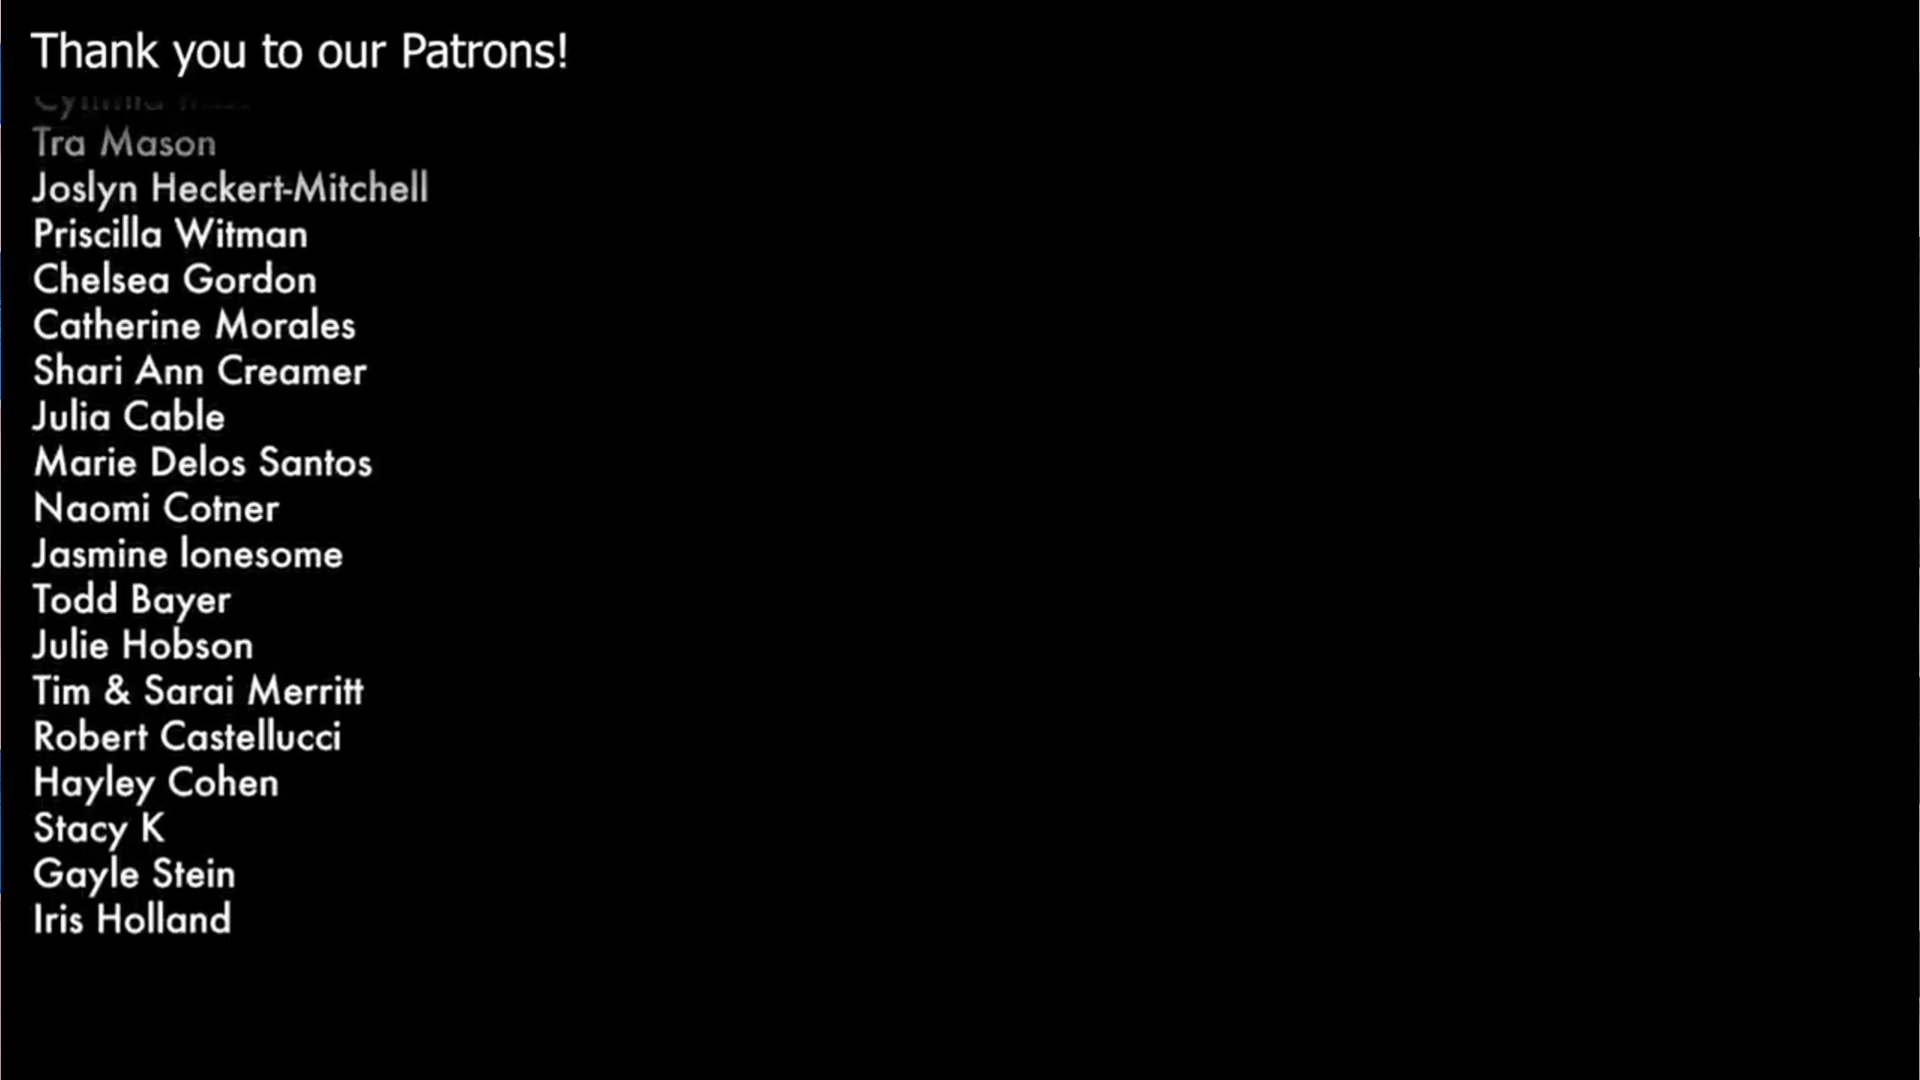 Thank you to our Patrons!
Tra Mason
Joslyn Heckert-Mitchell
Priscilla Witman
Chelsea Gordon
Catherine Morales
Shari Ann Creamer
Julia Cable
Marie Delos Santos
Naomi Cotner
Jasmine lonesome
Todd Bayer
Julie Hobson
Tim & Sarai Merritt
Robert Castellucci
Hayley Cohen
Stacy K
Gayle Stein
Iris Holland